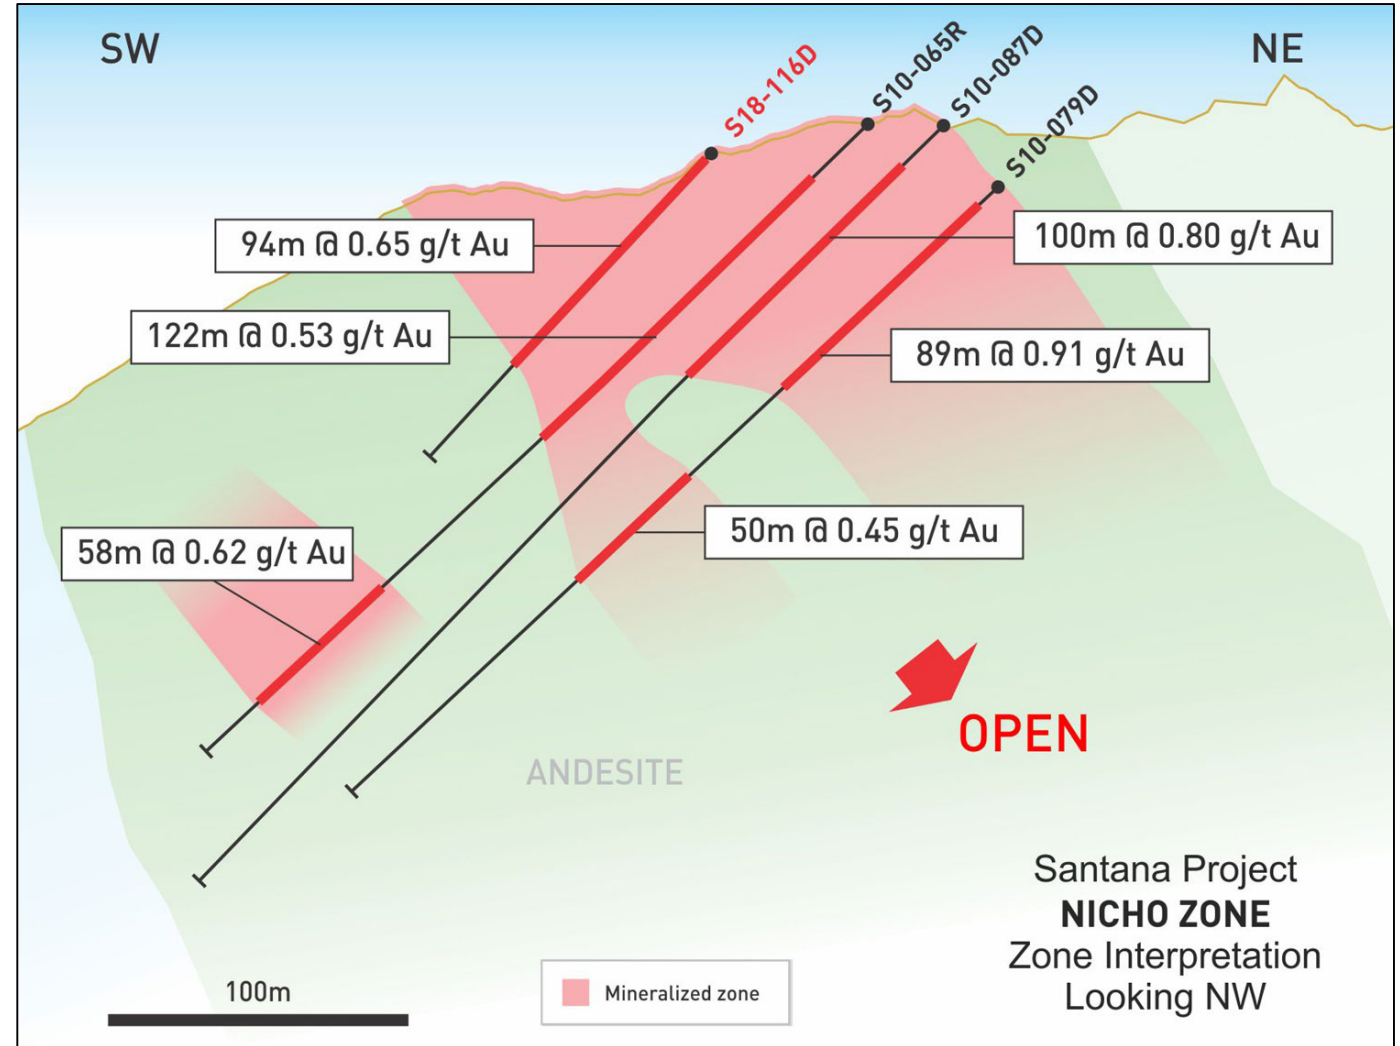 SW
NE
S18-116D
S10-065R
S10-087D
S10-079D
94m @ 0.65 g/t Au
100m @ 0.80 g/t Au
122m @ 0.53 g/t Au
89m @ 0.91 g/t Au
58m @ 0.62 g/t Au
50m @ 0.45 g/t Au
OPEN
ANDESITE
Santana Project
NICHO ZONE
Zone Interpretation
Looking NW
100m
Mineralized zone